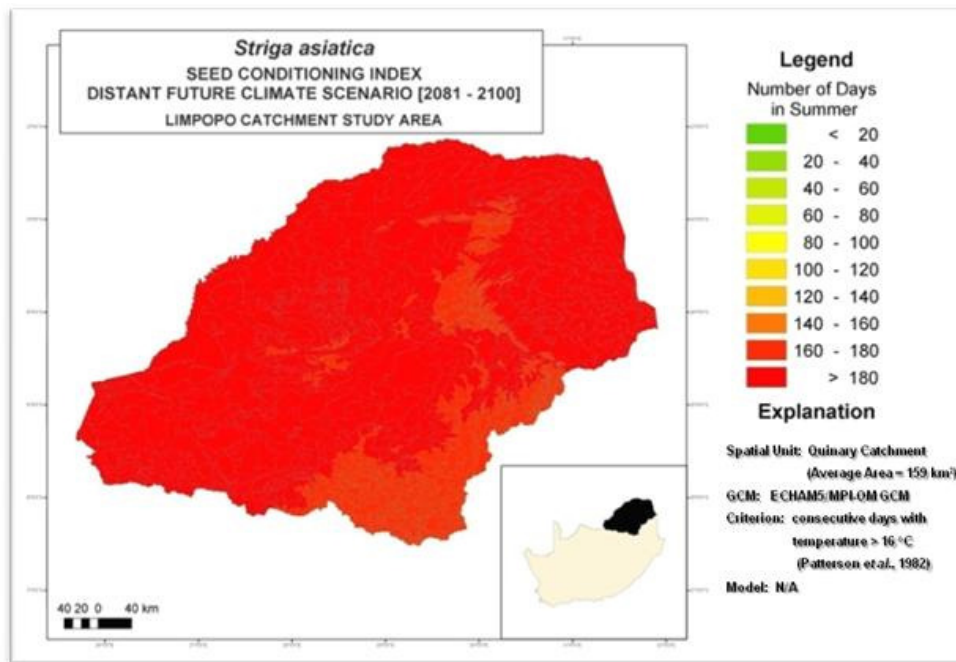 Striga asiatica
SEED CONDITIONING INDEX
DISTANT FUTURE CLIMATE SCENARIO [2081 - 2100]
LIMPOPO CATCHMENT STUDY AREA
Legend
Number of Days
in Summer
< 20
20 - 40
40 - 60
60 - 80
80 - 100
100 - 120
120 - 140
140 - 160
160 - 180
> 180
Explanation
Spatial Unit: Quinary Catchment
(Average Area = 159 km²)
GCM: ECHAM5/MPI-OM GCM
Criterion: consecutive days with
temperature > 16 °C
(Patterson et al., 1982)
Model: N/A
40 20 0 40 km